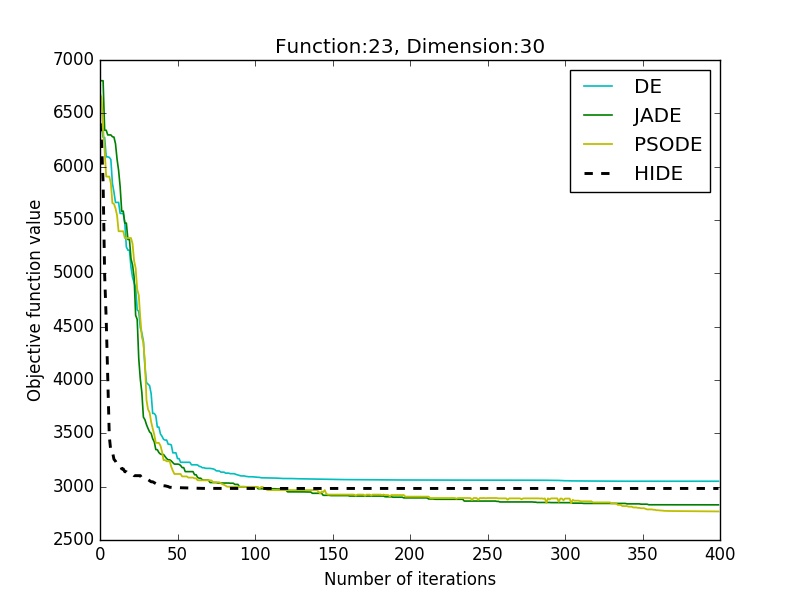 Function:23, Dimension:30
7000
6500
6000
5500
5000
4500
4000
3500
3000
2500
Objective function value
DE
JADE
PSODE
HIDE
0 50 100 150 200 250 300 350 400
Number of iterations